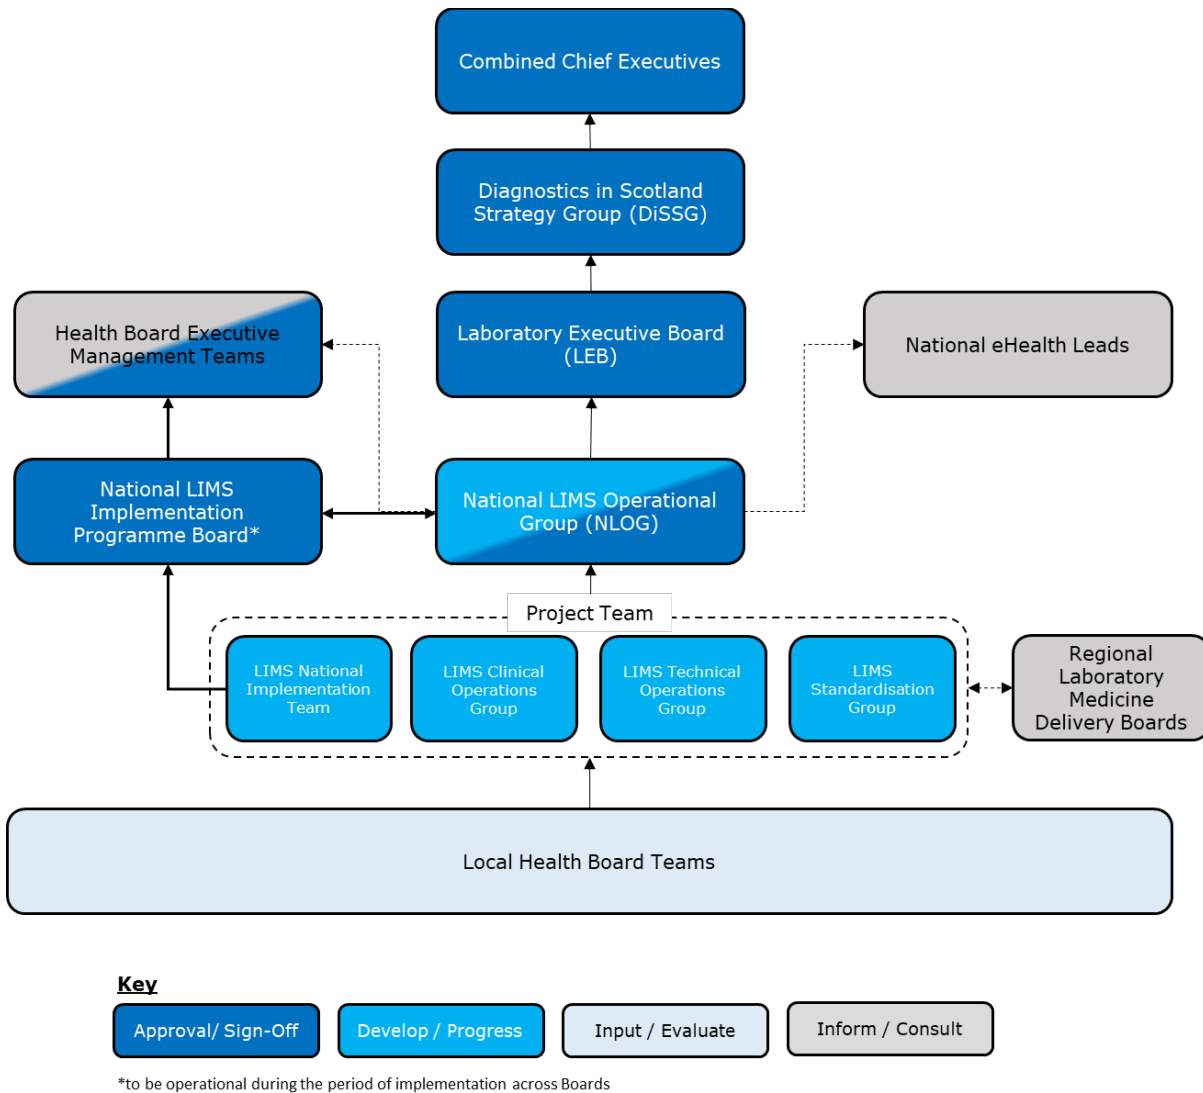 Combined Chief Executives
Diagnostics in Scotland
Strategy Group (DiSSG)
Health Board Executive
Management Teams
Laboratory Executive Board
(LEB)
National eHealth Leads
National LIMS
Implementation
Programme Board*
National LIMS Operational
Group (NLOG)
Project Team
LIMS National
Implementation
Team
LIMS Clinical
Operations
Group
LIMS Technical
Operations
Group
LIMS
Standardisation
Group
Regional
Laboratory
Medicine
Delivery Boards
Local Health Board Teams
Key
Approval/ Sign-Off
Develop / Progress
Input / Evaluate
Inform / Consult
*to be operational during the period of implementation across Boards